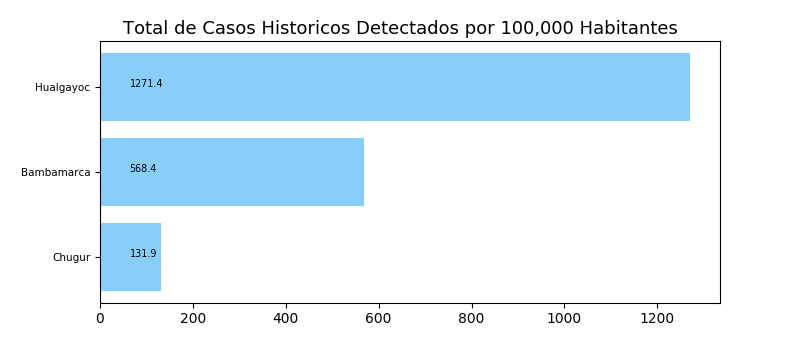 Total de Casos Historicos Detectados por 100,000 Habitantes
Hualgayoc
1271.4
Bambamarca
568.4
Chugur
131.9
0 200 400 600 800 1000 1200